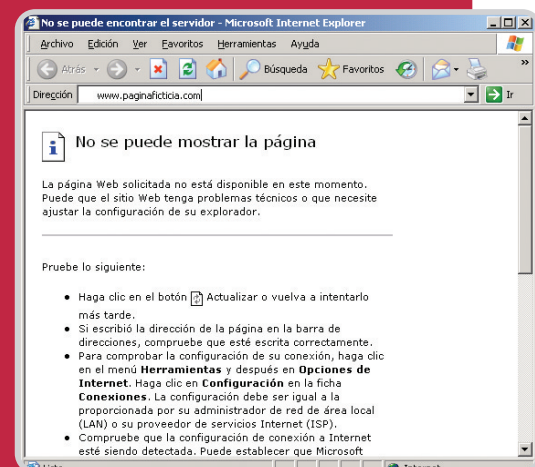 No se puede encontrar el servidor - Microsoft Internet Explorer
Archivo Edición Ver Favoritos Herramientas Ayuda
Atrás Búsqueda Favoritos »
Dirección www.paginaficticia.com Ir
No se puede mostrar la página
La página Web solicitada no está disponible en este momento.
Puede que el sitio Web tenga problemas técnicos o que necesite
ajustar la configuración de su explorador.
Pruebe lo siguiente:
• Haga clic en el botón Actualizar o vuelva a intentarlo
más tarde.
• Si escribió la dirección de la página en la barra de
direcciones, compruebe que esté escrita correctamente.
• Para comprobar la configuración de su conexión, haga clic
en el menú Herramientas y después en Opciones de
Internet. Haga clic en Configuración en la ficha
Conexiones. La configuración debe ser igual a la
proporcionada por su administrador de red de área local
(LAN) o su proveedor de servicios Internet (ISP).
• Compruebe que la configuración de conexión a Internet
esté siendo detectada. Puede establecer que Microsoft
Listo Internet